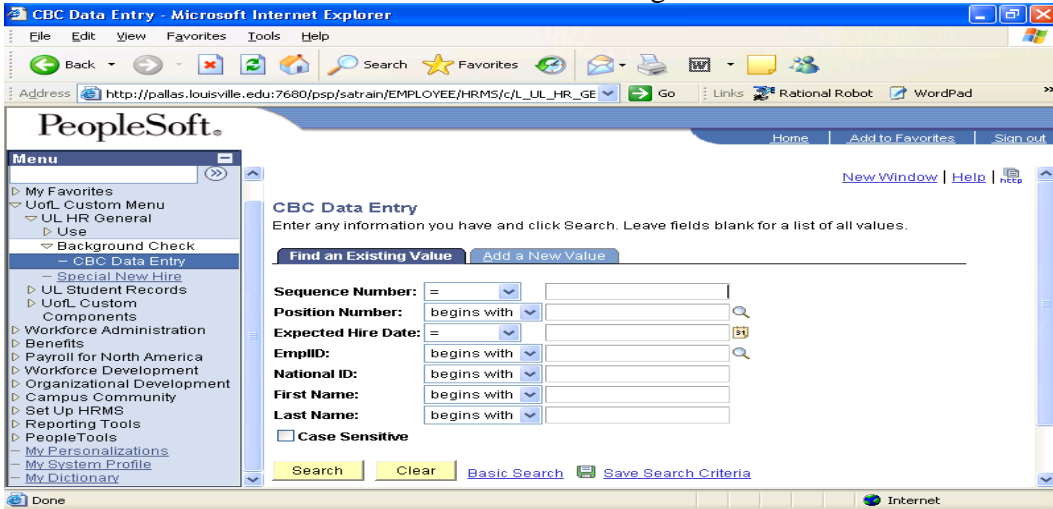 CBC Data Entry - Microsoft Internet Explorer
File Edit View Favorites Tools Help
Back Search Favorites
Address http://pallas.louisville.edu:7680/psp/satrain/EMPLOYEE/HRMS/c/L_UL_HR_GE Go Links Rational Robot WordPad »
PeopleSoft.
Home | Add to Favorites | Sign out
Menu
New Window | Help | http
My Favorites
UofL Custom Menu
UL HR General
Use
Background Check
– CBC Data Entry
– Special New Hire
UL Student Records
UofL Custom
Components
Workforce Administration
Benefits
Payroll for North America
Workforce Development
Organizational Development
Campus Community
Set Up HRMS
Reporting Tools
PeopleTools
– My Personalizations
– My System Profile
– My Dictionary
CBC Data Entry
Enter any information you have and click Search. Leave fields blank for a list of all values.
Find an Existing Value Add a New Value
Sequence Number: =
Position Number: begins with
Expected Hire Date: = 31
EmplID: begins with
National ID: begins with
First Name: begins with
Last Name: begins with
Case Sensitive
Search Clear Basic Search Save Search Criteria
Done Internet